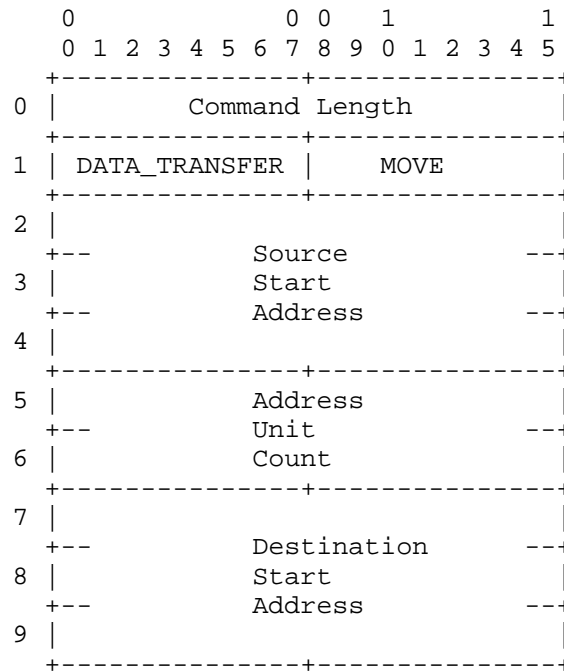 0                 0 0   1         1
0 1 2 3 4 5 6 7 8 9 0 1 2 3 4 5
+---------------+---------------+
0 | Command Length |
+---------------+---------------+
1 | DATA_TRANSFER | MOVE |
+---------------+---------------+
2 | |
+-- Source --+
3 | Start |
+-- Address --+
4 | |
+---------------+---------------+
5 | Address |
+-- Unit --+
6 | Count |
+---------------+---------------+
7 | |
+-- Destination --+
8 | Start |
+-- Address --+
9 | |
+---------------+---------------+